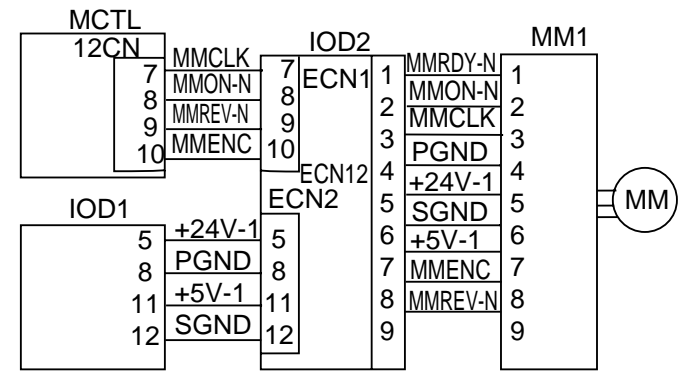 MCTL
12CN
7
8
9
10
MMCLK
MMON-N
MMREV-N
MMENC
IOD2
7
8
9
10
ECN1
ECN12
ECN2
5
8
11
12
IOD1
5
8
11
12
+24V-1
PGND
+5V-1
SGND
1
2
3
4
5
6
7
8
9
MMRDY-N
MMON-N
MMCLK
PGND
+24V-1
SGND
+5V-1
MMENC
MMREV-N
MM1
1
2
3
4
5
6
7
8
9
MM